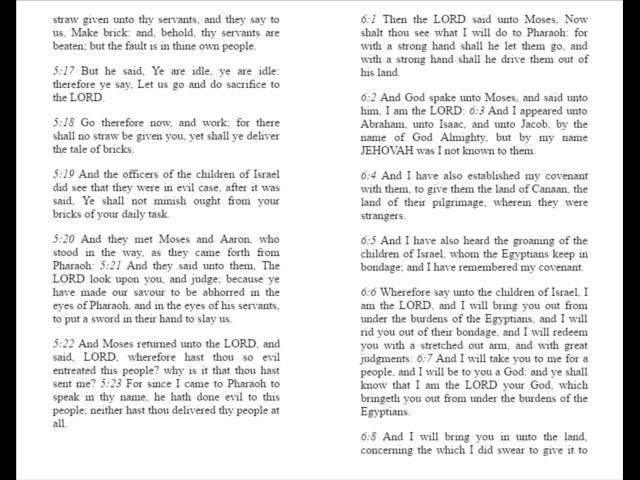 straw given unto thy servants, and they say to
us, Make brick: and, behold, thy servants are
beaten; but the fault is in thine own people.
5:17 But he said, Ye are idle, ye are idle:
therefore ye say, Let us go and do sacrifice to
the LORD.
5:18 Go therefore now, and work; for there
shall no straw be given you, yet shall ye deliver
the tale of bricks.
5:19 And the officers of the children of Israel
did see that they were in evil case, after it was
said, Ye shall not minish ought from your
bricks of your daily task.
5:20 And they met Moses and Aaron, who
stood in the way, as they came forth from
Pharaoh: 5:21 And they said unto them, The
LORD look upon you, and judge; because ye
have made our savour to be abhorred in the
eyes of Pharaoh, and in the eyes of his servants,
to put a sword in their hand to slay us.
5:22 And Moses returned unto the LORD, and
said, LORD, wherefore hast thou so evil
entreated this people? why is it that thou hast
sent me? 5:23 For since I came to Pharaoh to
speak in thy name, he hath done evil to this
people; neither hast thou delivered thy people at
all.
6:1 Then the LORD said unto Moses, Now
shalt thou see what I will do to Pharaoh: for
with a strong hand shall he let them go, and
with a strong hand shall he drive them out of
his land.
6:2 And God spake unto Moses, and said unto
him, I am the LORD: 6:3 And I appeared unto
Abraham, unto Isaac, and unto Jacob, by the
name of God Almighty, but by my name
JEHOVAH was I not known to them.
6:4 And I have also established my covenant
with them, to give them the land of Canaan, the
land of their pilgrimage, wherein they were
strangers.
6:5 And I have also heard the groaning of the
children of Israel, whom the Egyptians keep in
bondage; and I have remembered my covenant.
6:6 Wherefore say unto the children of Israel, I
am the LORD, and I will bring you out from
under the burdens of the Egyptians, and I will
rid you out of their bondage, and I will redeem
you with a stretched out arm, and with great
judgments: 6:7 And I will take you to me for a
people, and I will be to you a God: and ye shall
know that I am the LORD your God, which
bringeth you out from under the burdens of the
Egyptians.
6:8 And I will bring you in unto the land,
concerning the which I did swear to give it to